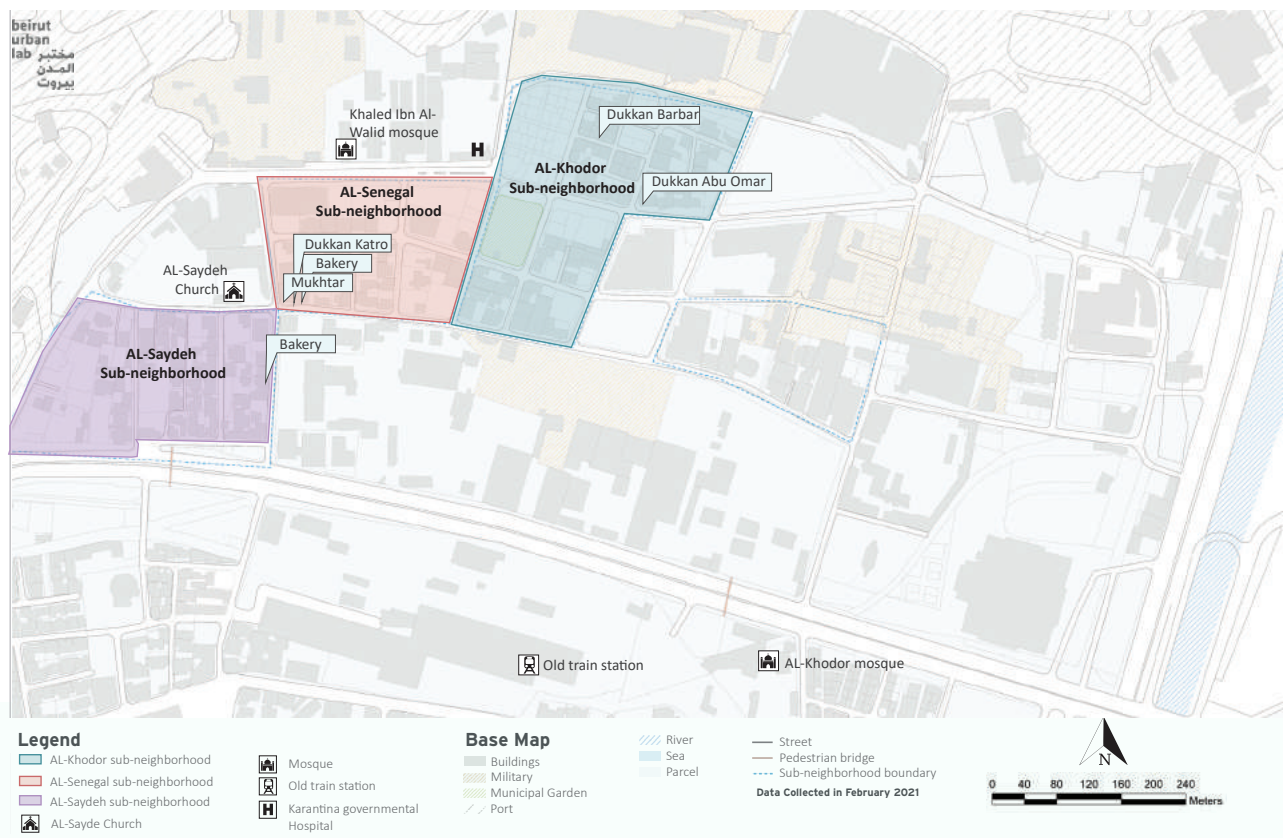 beirut
urban
lab مختبر
المدن
بيروت
Khaled Ibn Al-
Walid mosque
H
Dukkan Barbar
AL-Khodor
Sub-neighborhood
Dukkan Abu Omar
AL-Senegal
Sub-neighborhood
Dukkan Katro
Bakery
Mukhtar
AL-Saydeh
Church
Bakery
AL-Saydeh
Sub-neighborhood
Old train station
AL-Khodor mosque
Legend
AL-Khodor sub-neighborhood
AL-Senegal sub-neighborhood
AL-Saydeh sub-neighborhood
AL-Sayde Church
Mosque
Old train station
H Karantina governmental
Hospital
Base Map
Buildings
Military
Municipal Garden
Port
River
Sea
Parcel
Street
Pedestrian bridge
Sub-neighborhood boundary
Data Collected in February 2021
N
0 40 80 120 160 200 240
Meters